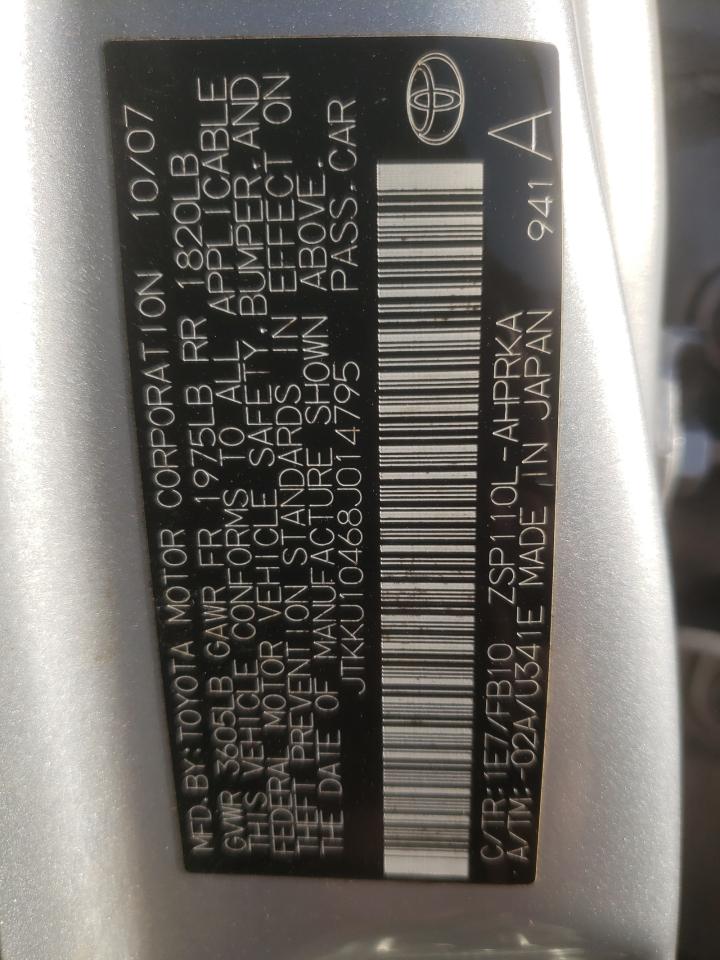 MFD.BY:TOYOTA MOTOR CORPORATION 10/07
GVWR 3605LB GAWR FR 1975LB RR 1820LB
THIS VEHICLE CONFORMS TO ALL APPLICABLE
FEDERAL MOTOR VEHICLE SAFETY,BUMPER,AND
THEFT PREVENTION STANDARDS IN EFFECT ON
THE DATE OF MANUFACTURE SHOWN ABOVE.
JTKKU10468J014795 PASS.CAR
C/TR:1E7/FB10 ZSP110L-AHPRKA
A/TM:-02A/U341E MADE IN JAPAN 941 A